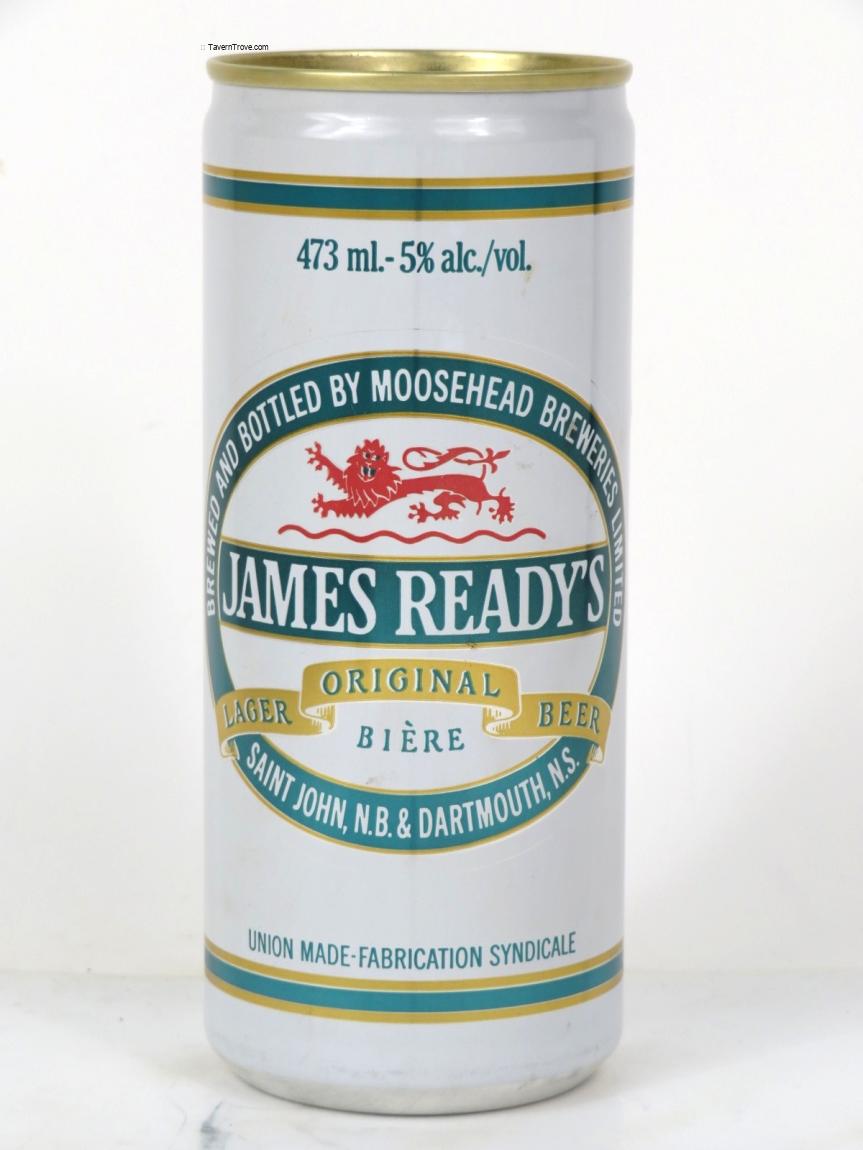 :: TavernTrove.com
473 ml.- 5% alc./vol.
BREWED AND BOTTLED BY MOOSEHEAD BREWERIES LIMITED
JAMES READY'S
ORIGINAL
LAGER BEER
BIÈRE
SAINT JOHN, N.B. & DARTMOUTH, N.S.
UNION MADE-FABRICATION SYNDICALE